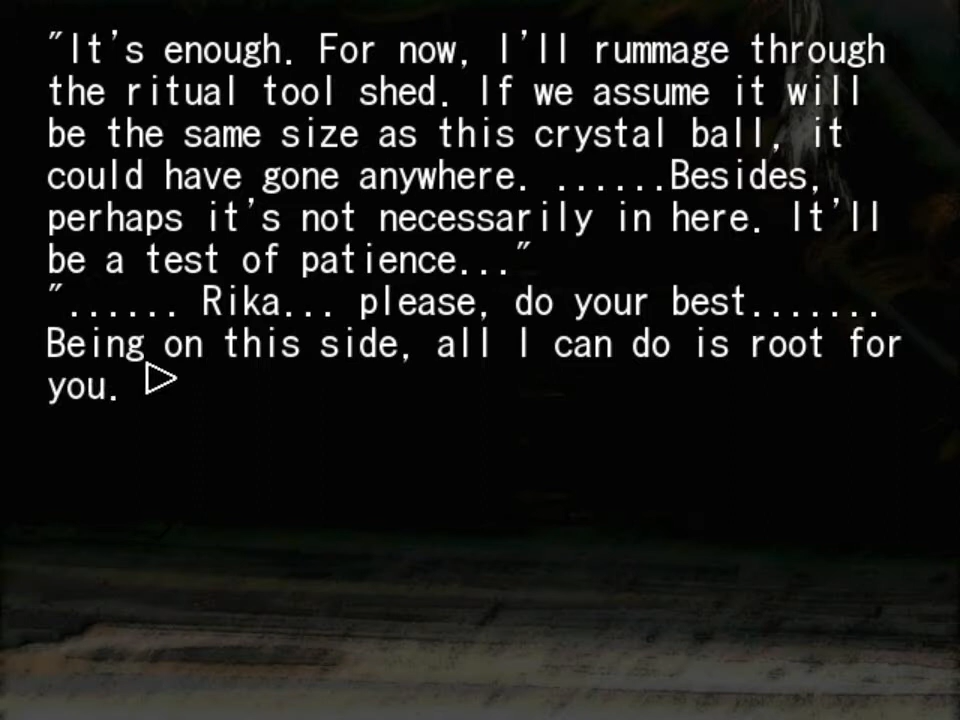 "It's enough. For now, I'll rummage through
the ritual tool shed. If we assume it will
be the same size as this crystal ball, it
could have gone anywhere. ......Besides,
perhaps it's not necessarily in here. It'll
be a test of patience..."
"...... Rika... please, do your best.......
Being on this side, all I can do is root for
you.